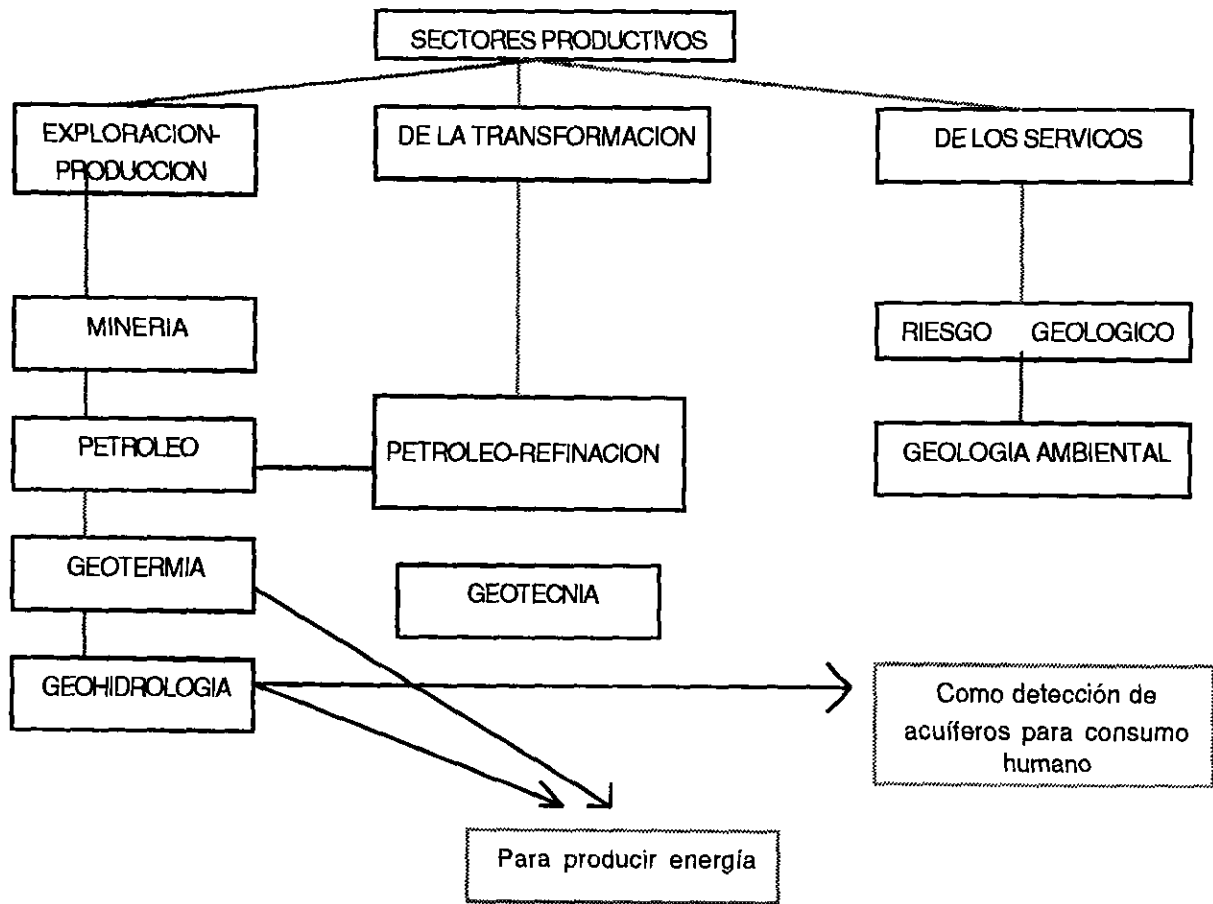 SECTORES PRODUCTIVOS
EXPLORACION-
PRODUCCION
DE LA TRANSFORMACION
DE LOS SERVICOS
MINERIA
RIESGO GEOLOGICO
PETROLEO
PETROLEO-REFINACION
GEOLOGIA AMBIENTAL
GEOTERMIA
GEOTECNIA
GEOHIDROLOGIA
Como detección de
acuíferos para consumo
humano
Para producir energía